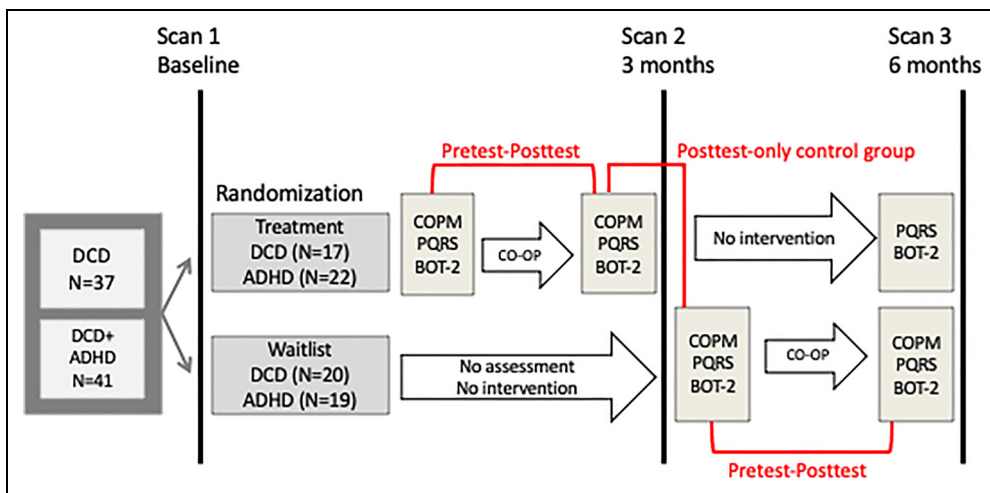 Scan 1
Baseline
Scan 2
3 months
Scan 3
6 months
Pretest-Posttest
Posttest-only control group
Randomization
DCD
N=37
DCD+
ADHD
N=41
Treatment
DCD (N=17)
ADHD (N=22)
COPM
PQRS
BOT-2
CO-OP
COPM
PQRS
BOT-2
No intervention
PQRS
BOT-2
Waitlist
DCD (N=20)
ADHD (N=19)
No assessment
No intervention
COPM
PQRS
BOT-2
CO-OP
COPM
PQRS
BOT-2
Pretest-Posttest